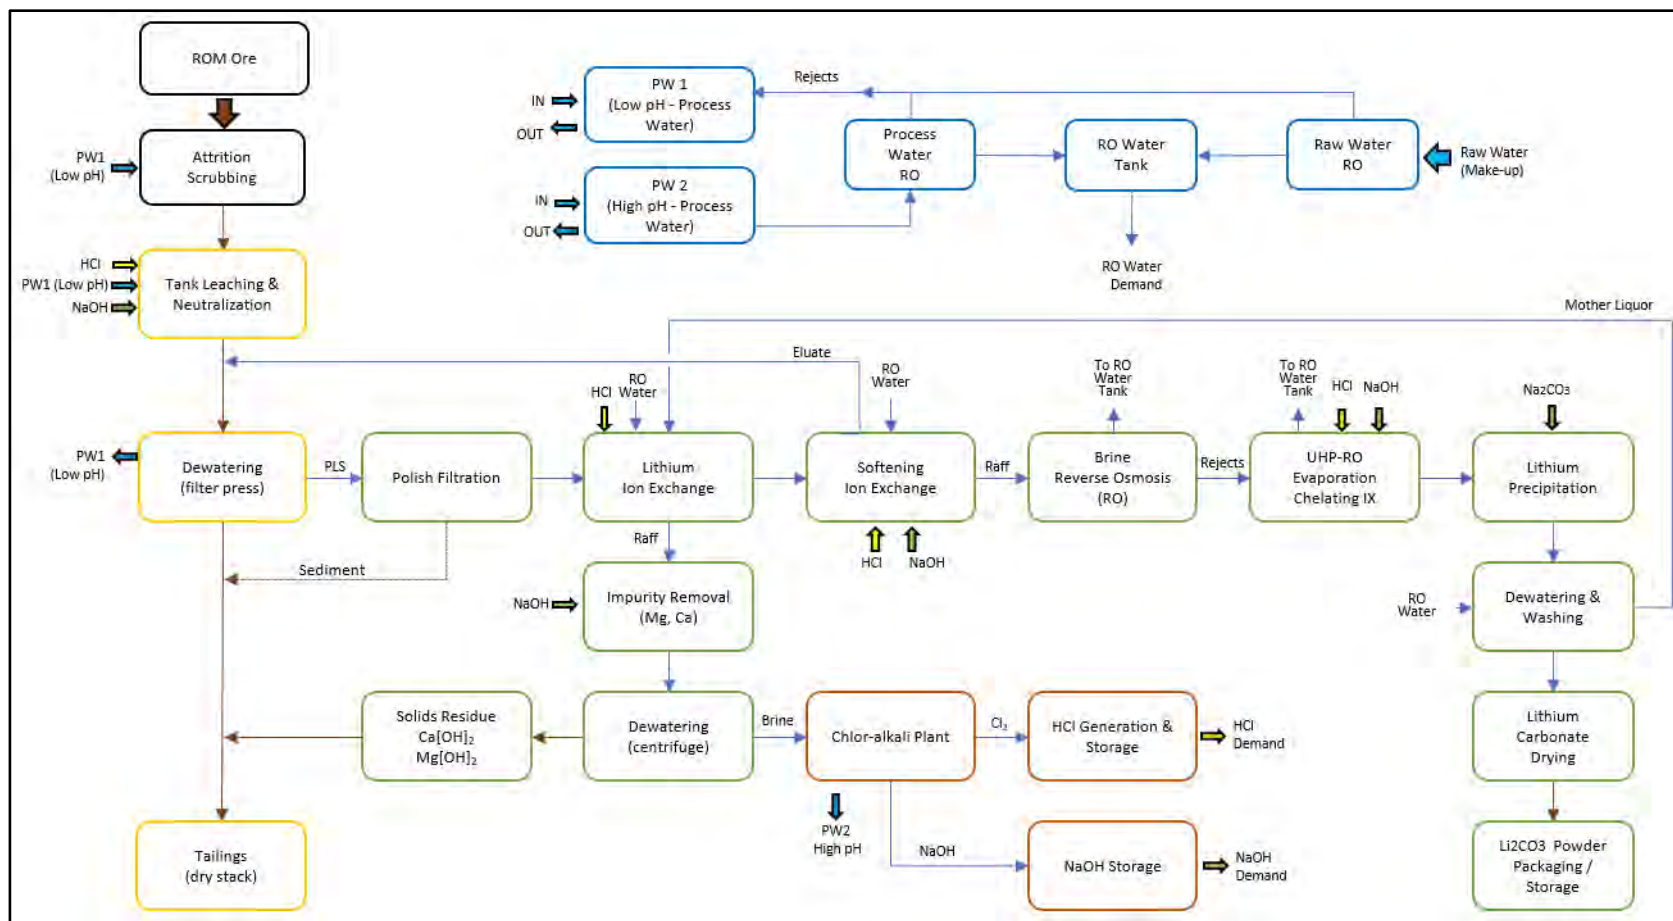 ROM Ore
PW1
(Low pH)
Attrition
Scrubbing
HCl
PW1 (Low pH)
NaOH
Tank Leaching &
Neutralization
IN
OUT
PW 1
(Low pH - Process
Water)
Rejects
IN
OUT
PW 2
(High pH - Process
Water)
Process
Water
RO
RO Water
Tank
Raw Water
RO
Raw Water
(Make-up)
RO Water
Demand
Mother Liquor
Eluate
PW1
(Low pH)
Dewatering
(filter press)
PLS
Polish Filtration
HCl
RO
Water
Lithium
Ion Exchange
RO
Water
Softening
Ion Exchange
HCl
NaOH
Raff
To RO
Water
Tank
Brine
Reverse Osmosis
(RO)
Rejects
To RO
Water
Tank
HCl
NaOH
UHP-RO
Evaporation
Chelating IX
Na2CO3
Lithium
Precipitation
Sediment
Raff
NaOH
Impurity Removal
(Mg, Ca)
RO
Water
Dewatering &
Washing
Solids Residue
Ca[OH]2
Mg[OH]2
Dewatering
(centrifuge)
Brine
Chlor-alkali Plant
Cl2
HCl Generation &
Storage
HCl
Demand
Lithium
Carbonate
Drying
Tailings
(dry stack)
PW2
High pH
NaOH
NaOH Storage
NaOH
Demand
Li2CO3 Powder
Packaging /
Storage